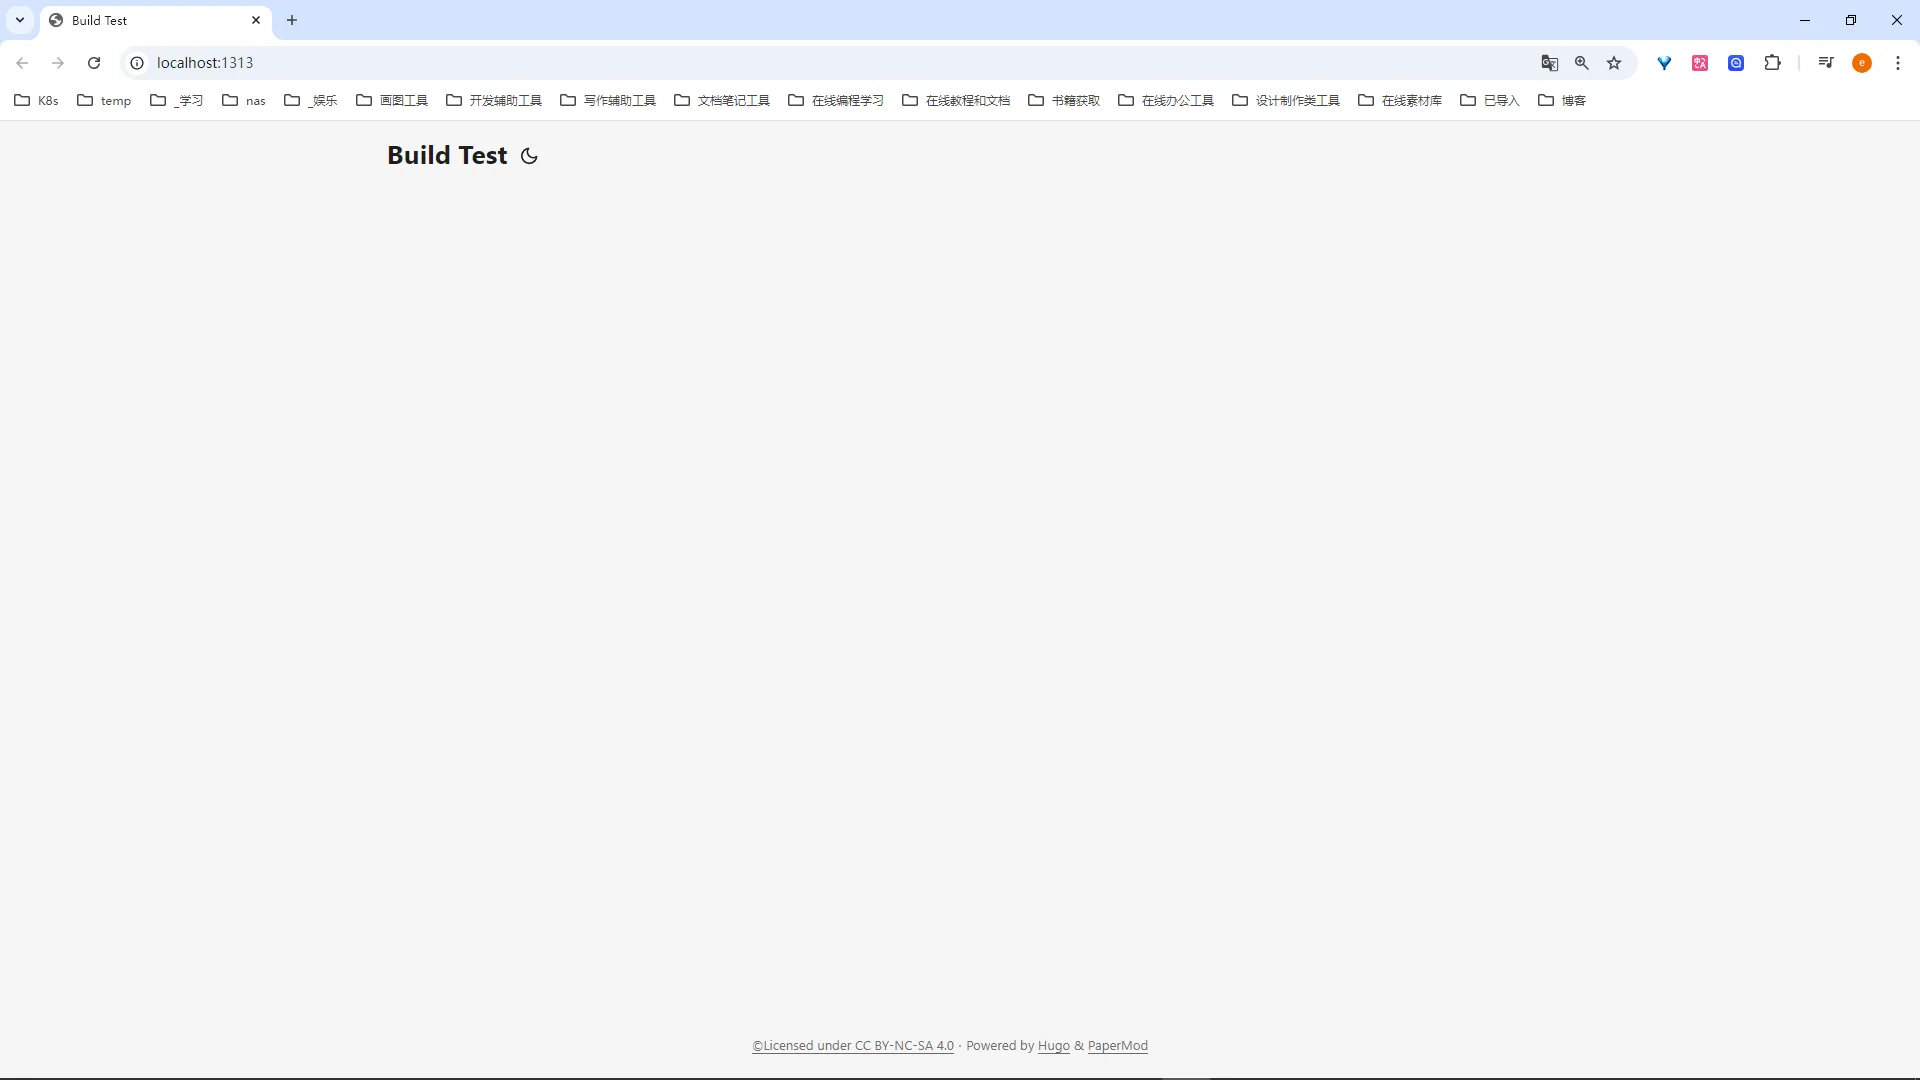 Build Test
localhost:1313
K8s temp _学习 nas _娱乐 画图工具 开发辅助工具 写作辅助工具 文档笔记工具 在线编程学习 在线教程和文档 书籍获取 在线办公工具 设计制作类工具 在线素材库 已导入 博客
Build Test
©Licensed under CC BY-NC-SA 4.0 · Powered by Hugo & PaperMod